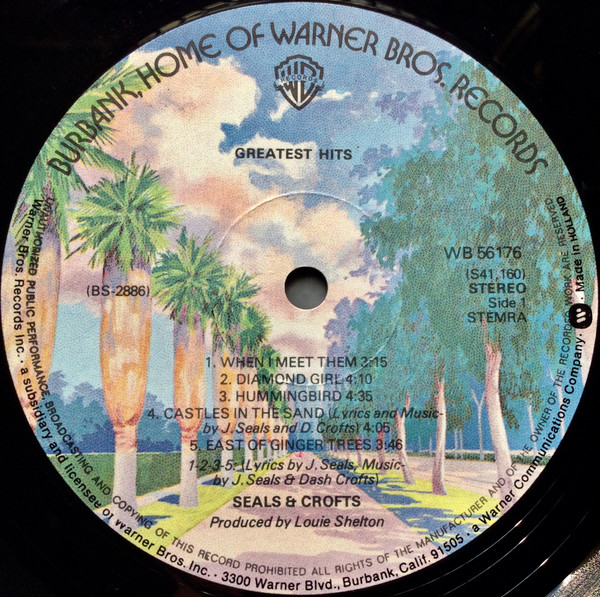 BURBANK, HOME OF WARNER BROS. RECORDS
WB
RECORDS
GREATEST HITS
(BS-2886)
WB 56176
(S41,160)
STEREO
Side 1
STEMRA
1. WHEN I MEET THEM 3:15
2. DIAMOND GIRL 4:10
3. HUMMINGBIRD 4:35
4. CASTLES IN THE SAND (Lyrics and Music-
by J. Seals and D. Crofts) 4:05
5. EAST OF GINGER TREES 3:46
1-2-3-5- (Lyrics by J. Seals, Music-
by J. Seals & Dash Crofts)
SEALS & CROFTS
Produced by Louie Shelton
UNAUTHORIZED PUBLIC PERFORMANCE, BROADCASTING AND COPYING OF THIS RECORD PROHIBITED ALL RIGHTS OF THE MANUFACTURER AND OF THE OWNER OF THE RECORDED WORK ARE RESERVED
Warner Bros. Records Inc. · a subsidiary and licensee of Warner Bros. Inc. · 3300 Warner Blvd., Burbank, Calif. 91505 · a Warner Communications Company · Made in HOLLAND